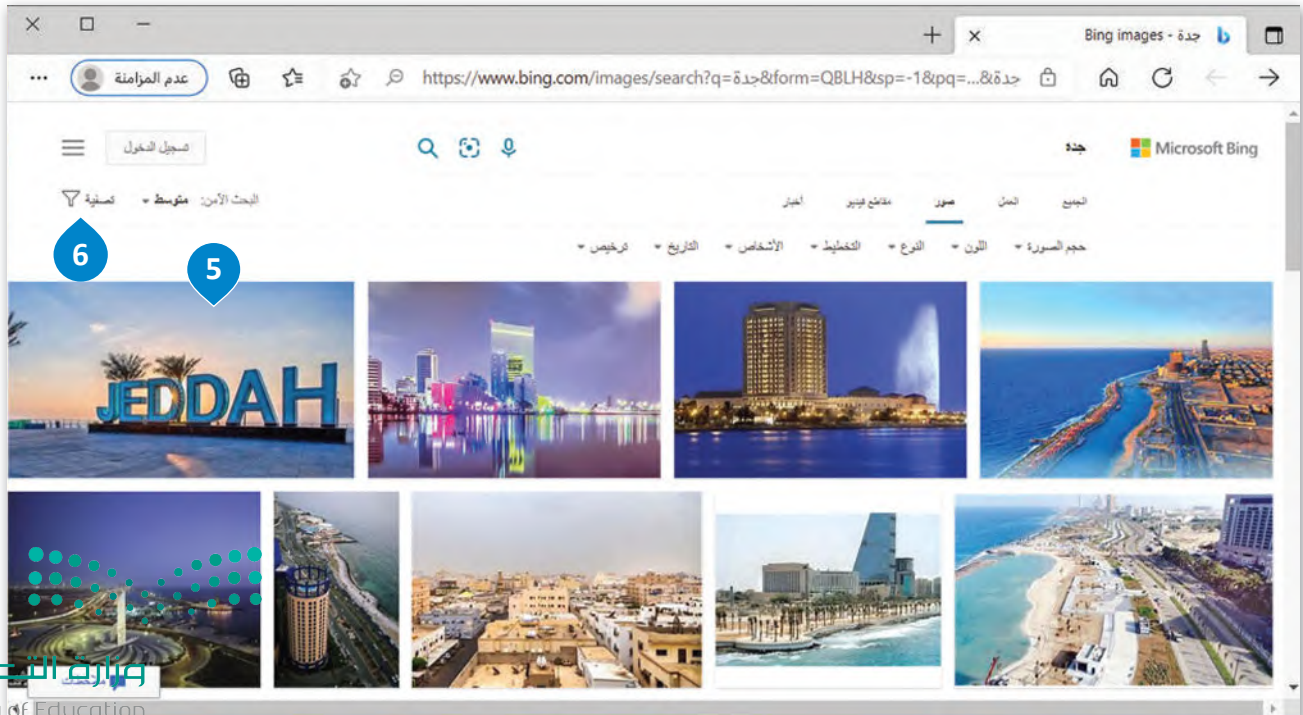 جدة - Bing images
https://www.bing.com/images/search?q=جدة&form=QBLH&sp=-1&pq=...&جدة
عدم المزامنة
Microsoft Bing
جدة
تسجيل الدخول
الجميع العمل صور مقاطع فيديو أخبار
البحث الآمن: متوسط تصفية
حجم الصورة اللون النوع التخطيط الأشخاص التاريخ ترخيص
6
5
JEDDAH
وزارة
of Education